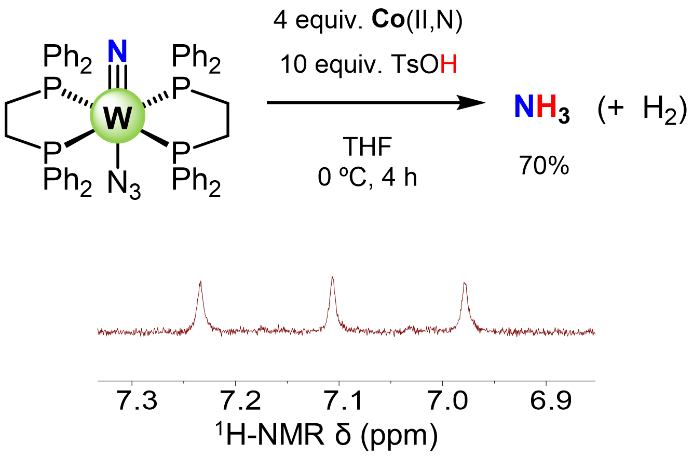 4 equiv. Co(II,N)
10 equiv. TsOH
THF
0 ºC, 4 h
N
Ph2 Ph2
P P
W
P P
Ph2 N3 Ph2
NH3 (+ H2)
70%
7.3 7.2 7.1 7.0 6.9
1H-NMR δ (ppm)